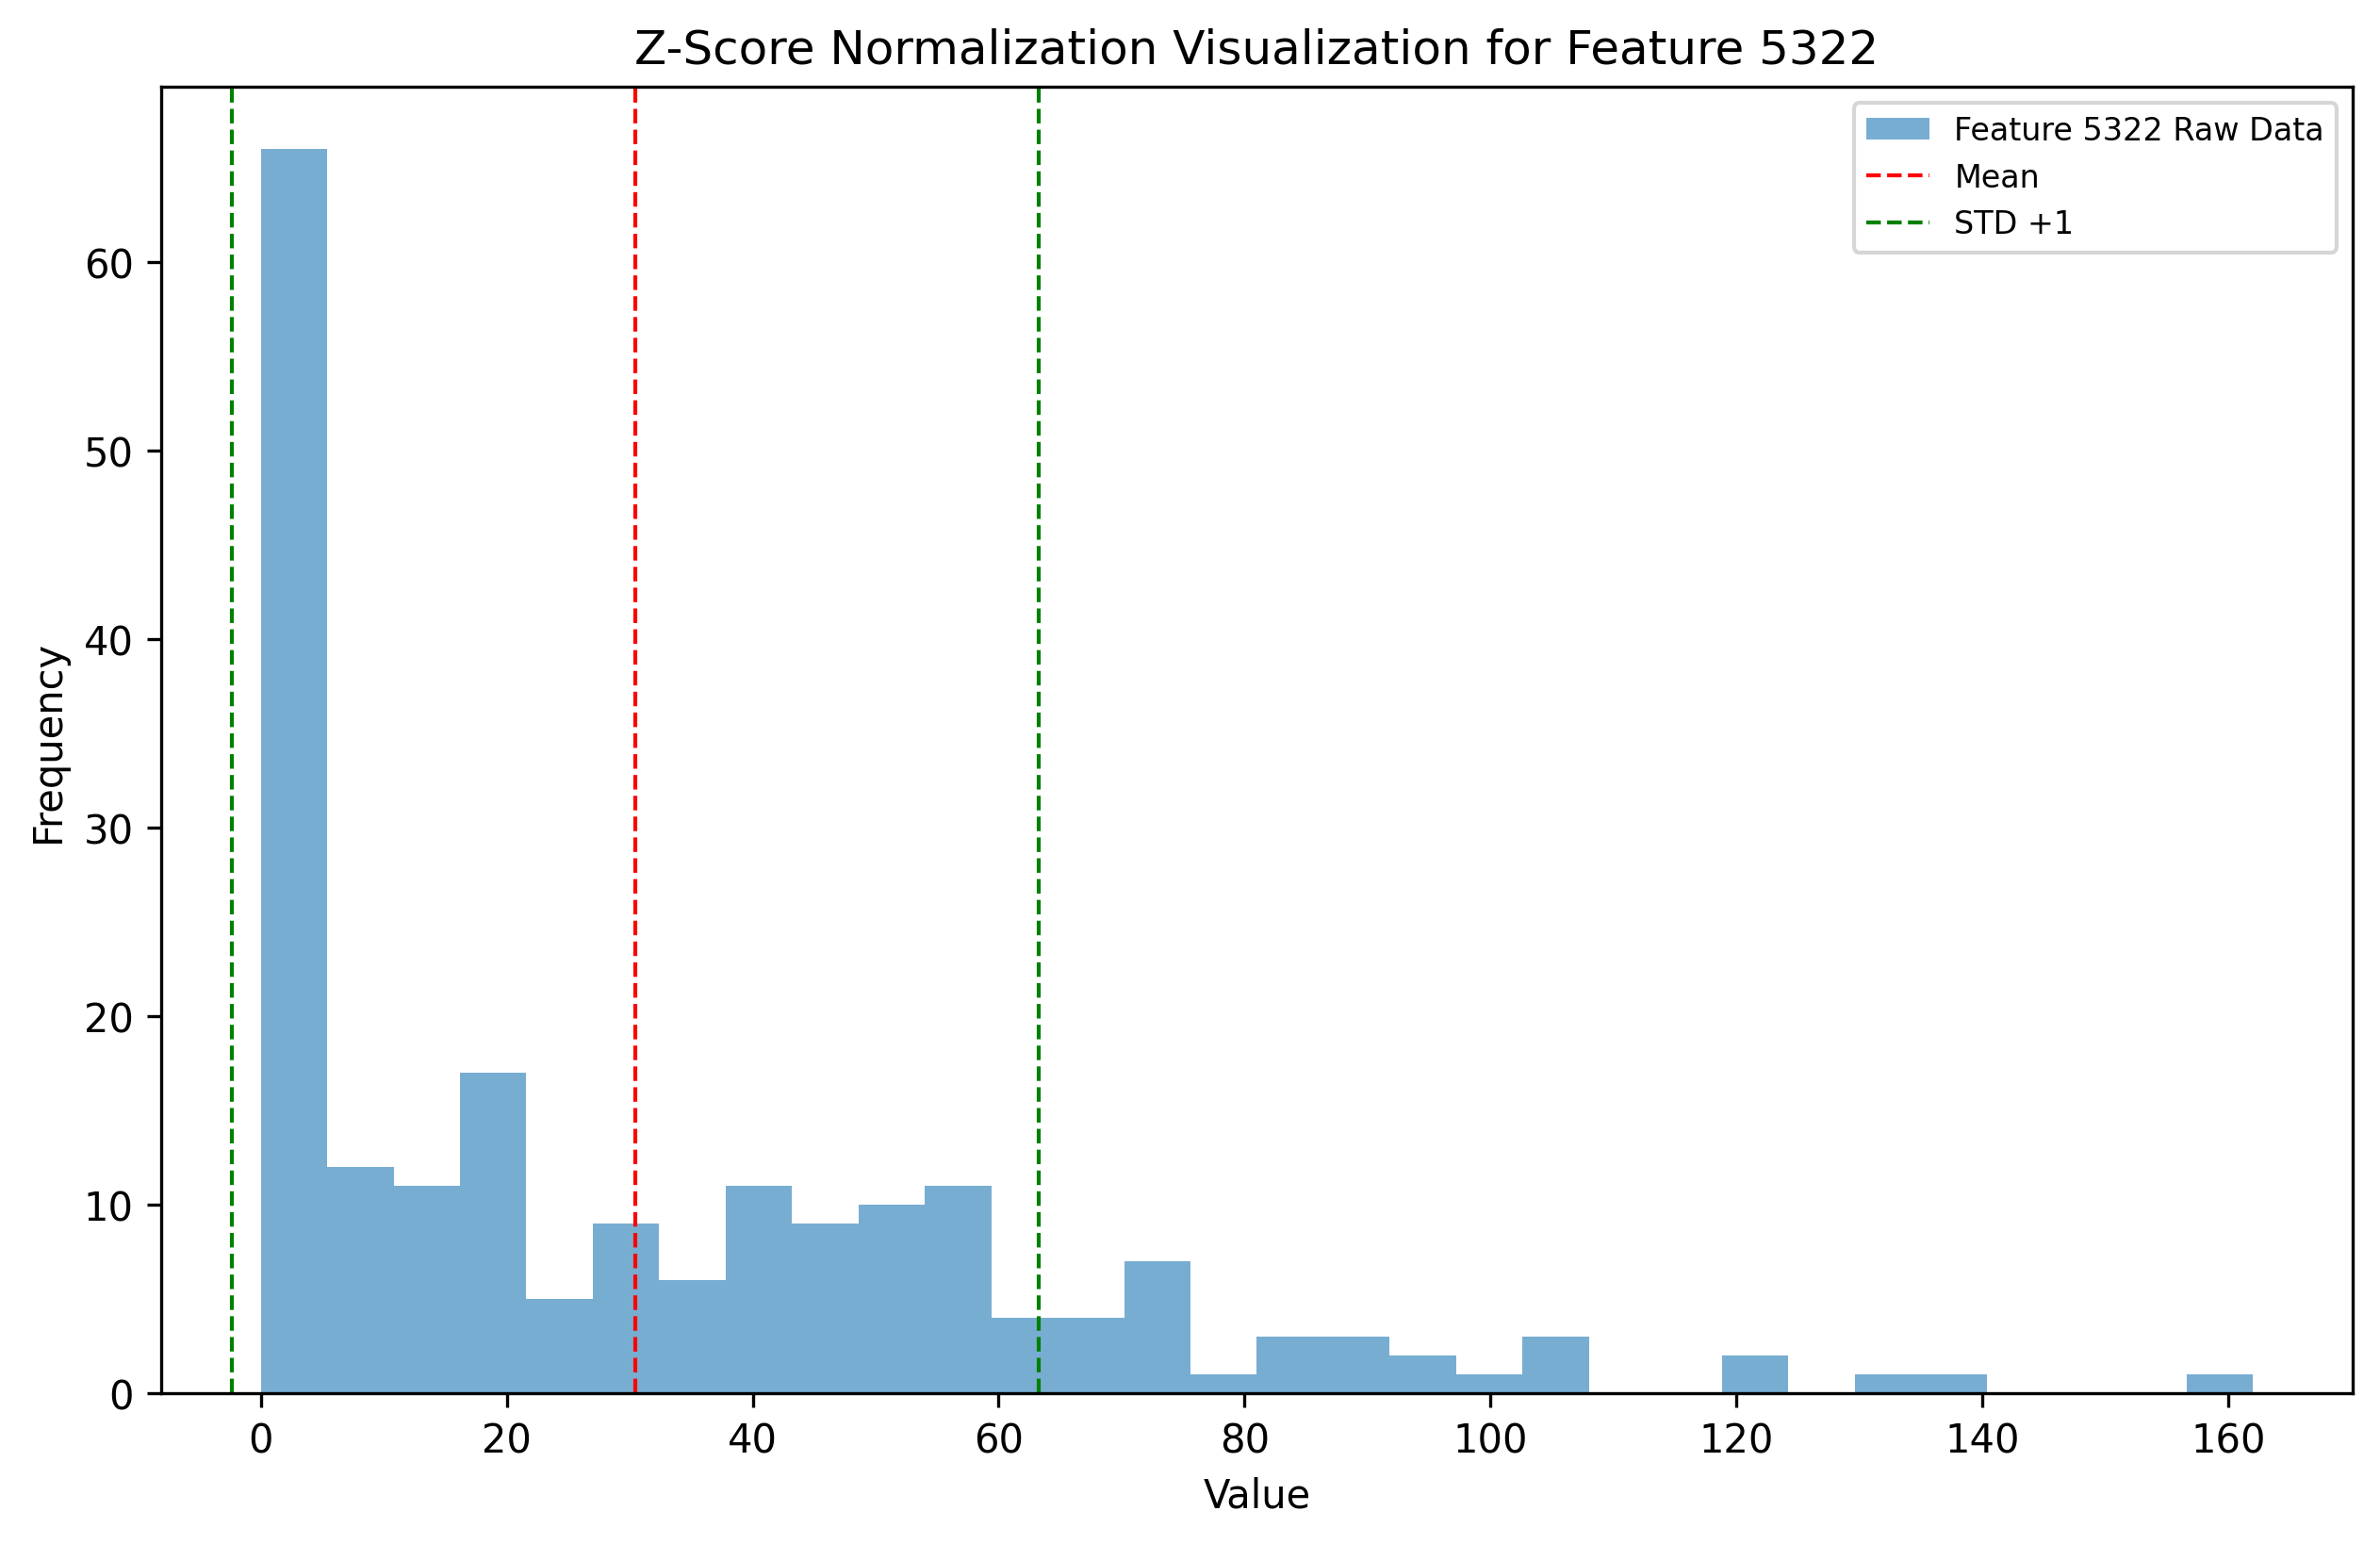 Z-Score Normalization Visualization for Feature 5322
Feature 5322 Raw Data
Mean
STD +1
Frequency
60
50
40
30
20
10
0
0 20 40 60 80 100 120 140 160
Value